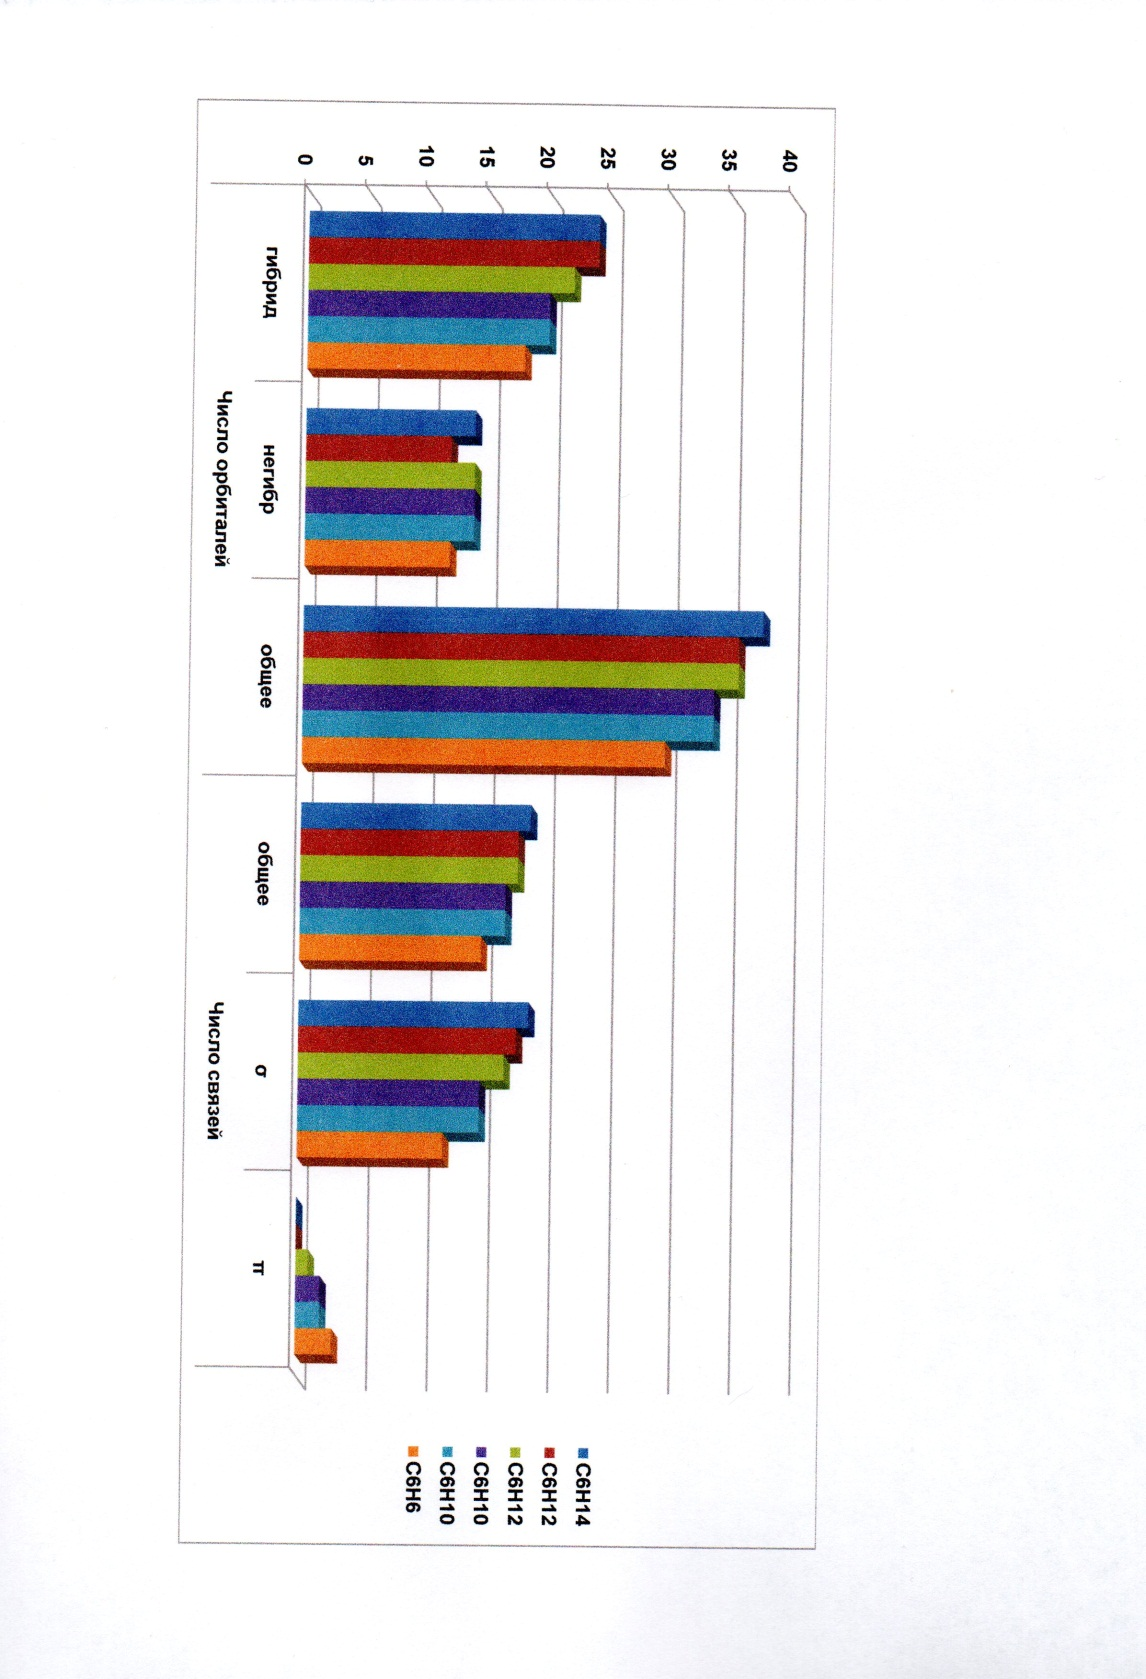 40
35
30
25
20
15
10
5
0
гибрид
негибр
общее
общее
σ
π
Число орбиталей
Число связей
C6H14
C6H12
C6H12
C6H10
C6H10
C6H6